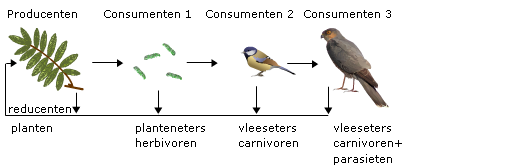 Producenten Consumenten 1 Consumenten 2 Consumenten 3
reducenten
planten planteneters vleeseters vleeseters
herbivoren carnivoren carnivoren+
parasieten